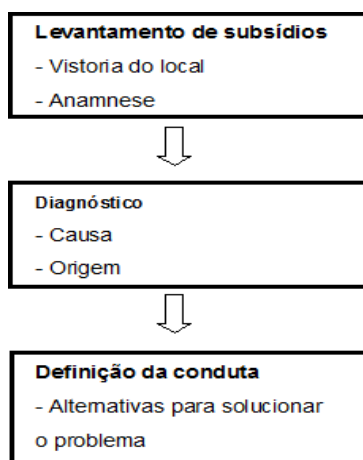 Levantamento de subsídios
- Vistoria do local
- Anamnese
Diagnóstico
- Causa
- Origem
Definição da conduta
- Alternativas para solucionar
o problema